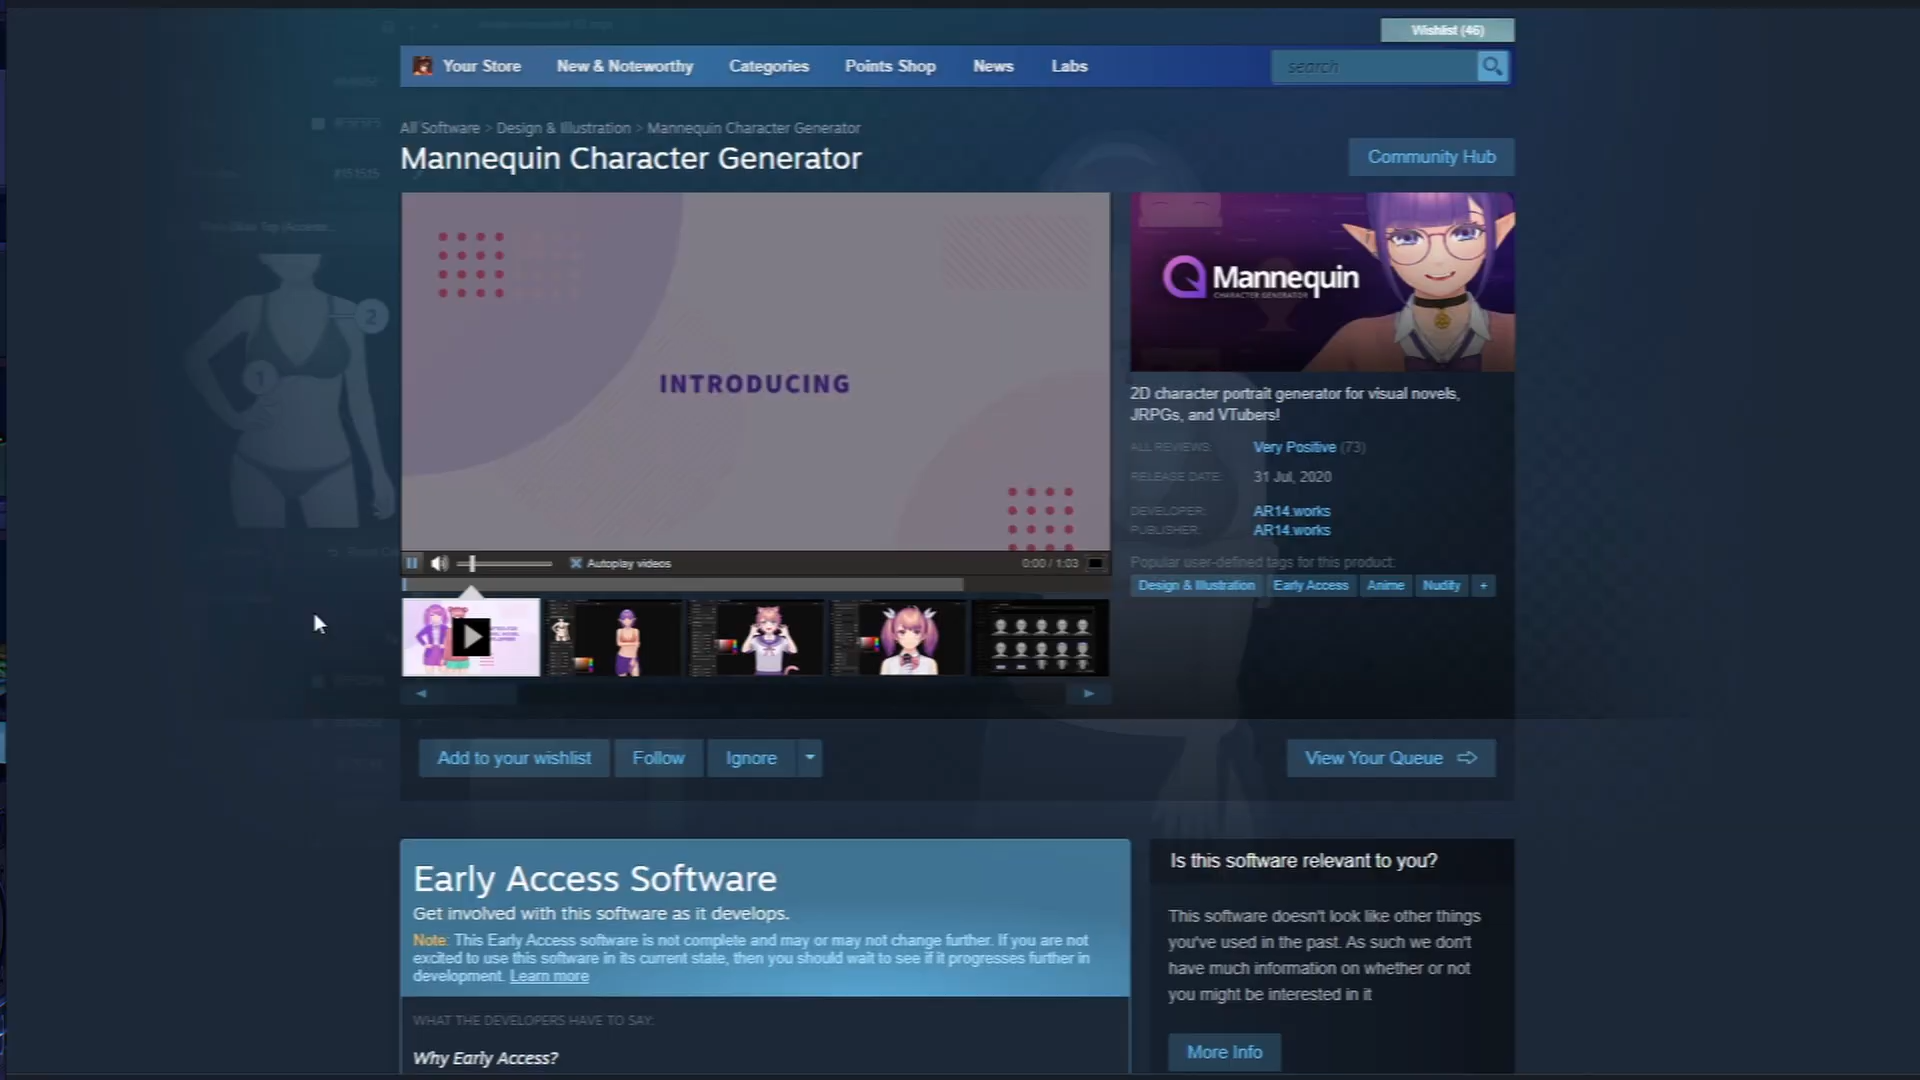 Wishlist (46)
Your Store New & Noteworthy Categories Points Shop News Labs
search
All Software > Design & Illustration > Mannequin Character Generator
Mannequin Character Generator
Community Hub
INTRODUCING
Mannequin
CHARACTER GENERATOR
2D character portrait generator for visual novels,
JRPGs, and VTubers!
ALL REVIEWS: Very Positive (73)
RELEASE DATE: 31 Jul, 2020
DEVELOPER: AR14.works
PUBLISHER: AR14.works
Popular user-defined tags for this product:
Design & Illustration Early Access Anime Nudity +
Autoplay videos
0:00 / 1:03
#151515
1
2
Add to your wishlist Follow Ignore
View Your Queue
Early Access Software
Get involved with this software as it develops.
Note: This Early Access software is not complete and may or may not change further. If you are not
excited to use this software in its current state, then you should wait to see if it progresses further in
development. Learn more
WHAT THE DEVELOPERS HAVE TO SAY:
Why Early Access?
Is this software relevant to you?
This software doesn't look like other things
you've used in the past. As such we don't
have much information on whether or not
you might be interested in it
More Info